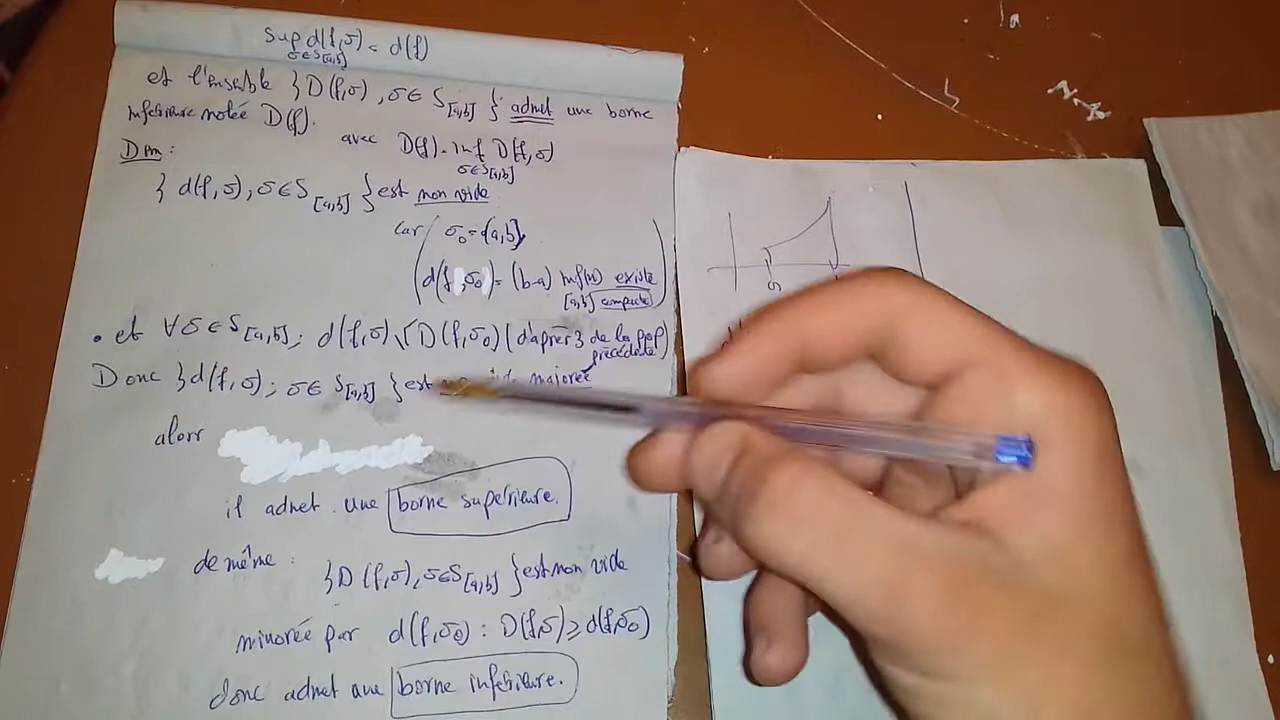 Sup d(f,σ) = d(f)
σ∈S[a,b]
et l'ensemble {D(f,σ), σ∈S[a,b]} admet une borne
inférieure notée D(f).
avec D(f) = inf D(f,σ)
σ∈S[a,b]
Dm :
{d(f,σ), σ∈S[a,b]} est non vide
car ( σ₀ = {a,b}
d(f,σ₀) = (b-a) inf(f) existe
[a,b] compacte )
• et ∀σ∈S[a,b]; d(f,σ) ≤ D(f,σ₀) (d'après 3 de la prop
précédente)
Donc {d(f,σ); σ∈S[a,b]} est majorée
alors
il admet une borne supérieure.
de même : {D(f,σ), σ∈S[a,b]} est non vide
minorée par d(f,σ₀) : D(f,σ) ≥ d(f,σ₀)
donc admet une borne inférieure.